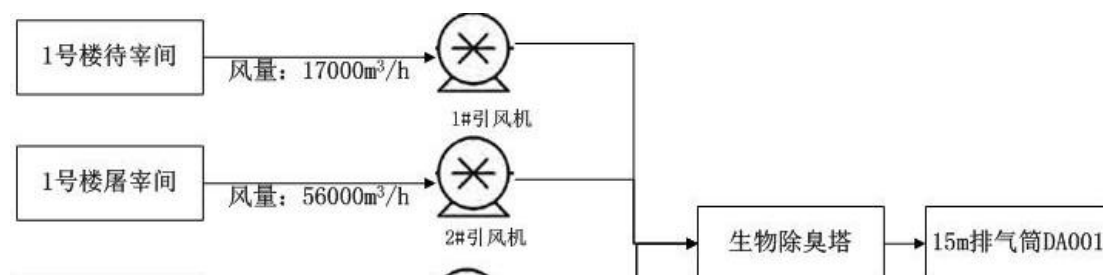 1号楼待宰间
风量：17000m³/h
1#引风机
1号楼屠宰间
风量：56000m³/h
2#引风机
生物除臭塔
15m排气筒DA001